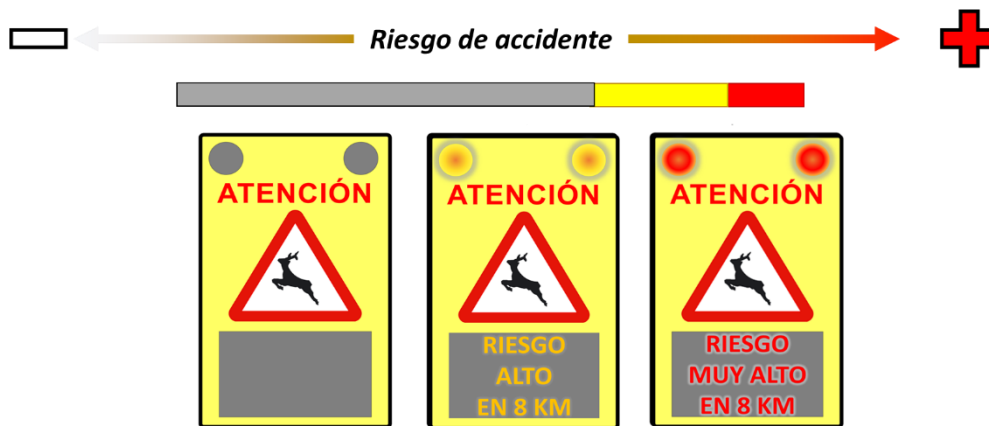 Riesgo de accidente
ATENCIÓN
ATENCIÓN
RIESGO
ALTO
EN 8 KM
ATENCIÓN
RIESGO
MUY ALTO
EN 8 KM